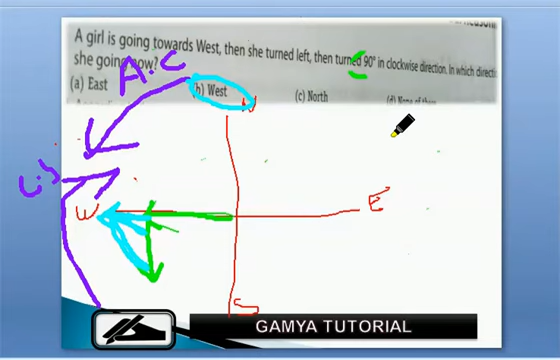 A girl is going towards West, then she turned left, then turned 90° in clockwise direction. In which directi
she going now?
A.C
(a) East
(b) West
(c) North
(d) None of these
N
C.
W
E
S
GAMYA TUTORIAL